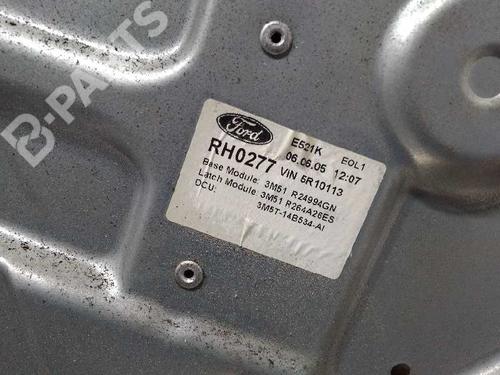 B-PARTS
Ford
E521K EOL1
06.06.05 12:07
RH0277 VIN 5R10113
Base Module: 3M51 R24994GN
Latch Module: 3M51 R264A26ES
DCU: 3M5T-14B534-AI